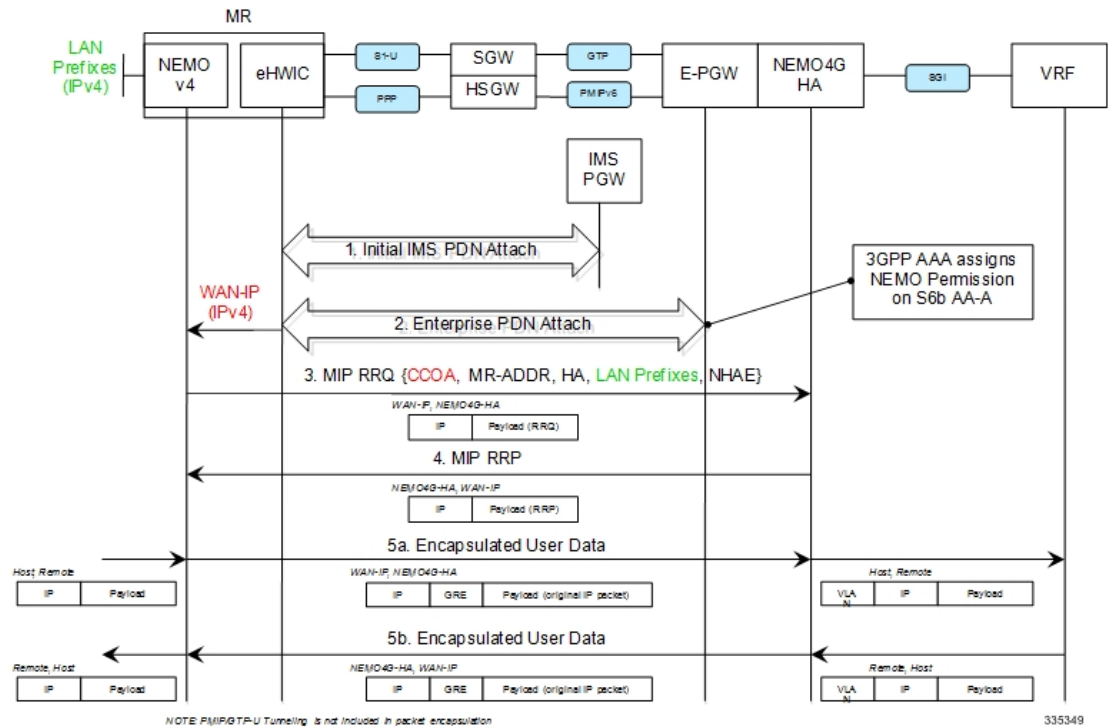 MR
LAN
Prefixes
(IPv4)
NEMO
v4
eHWIC
S1-U
PPP
SGW
HSGW
GTP
PMIPv6
E-PGW
NEMO4G
HA
SGI
VRF
IMS
PGW
1. Initial IMS PDN Attach
3GPP AAA assigns
NEMO Permission
on S6b AA-A
WAN-IP
(IPv4)
2. Enterprise PDN Attach
3. MIP RRQ {CCOA, MR-ADDR, HA, LAN Prefixes, NHAE}
WAN-IP, NEMO4G-HA
IP Payload (RRQ)
4. MIP RRP
NEMO4G-HA, WAN-IP
IP Payload (RRP)
5a. Encapsulated User Data
Host, Remote
IP Payload
WAN-IP, NEMO4G-HA
IP GRE Payload (original IP packet)
Host, Remote
VLA
N
IP Payload
5b. Encapsulated User Data
Remote, Host
IP Payload
NEMO4G-HA, WAN-IP
IP GRE Payload (original IP packet)
Remote, Host
VLA
N
IP Payload
NOTE: PMIP/GTP-U Tunneling is not included in packet encapsulation
335349